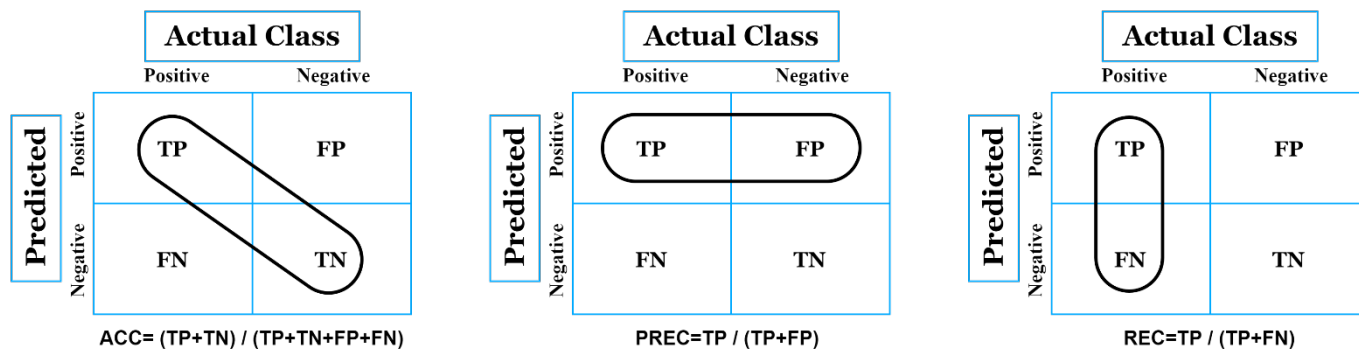 Actual Class
Positive Negative
Predicted
Positive
TP FP
Negative
FN TN
ACC= (TP+TN) / (TP+TN+FP+FN)
Actual Class
Positive Negative
Predicted
Positive
TP FP
Negative
FN TN
PREC=TP / (TP+FP)
Actual Class
Positive Negative
Predicted
Positive
TP FP
Negative
FN TN
REC=TP / (TP+FN)